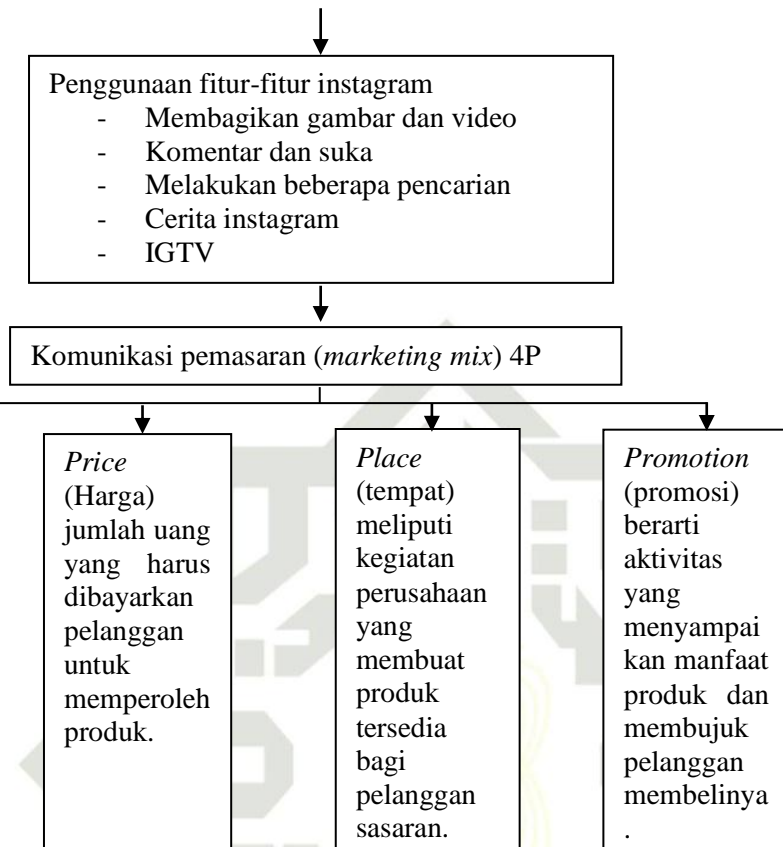 Penggunaan fitur-fitur instagram
- Membagikan gambar dan video
- Komentar dan suka
- Melakukan beberapa pencarian
- Cerita instagram
- IGTV
Komunikasi pemasaran (marketing mix) 4P
Price
(Harga)
jumlah uang
yang harus
dibayarkan
pelanggan
untuk
memperoleh
produk.
Place
(tempat)
meliputi
kegiatan
perusahaan
yang
membuat
produk
tersedia
bagi
pelanggan
sasaran.
Promotion
(promosi)
berarti
aktivitas
yang
menyampai
kan manfaat
produk dan
membujuk
pelanggan
membelinya
.